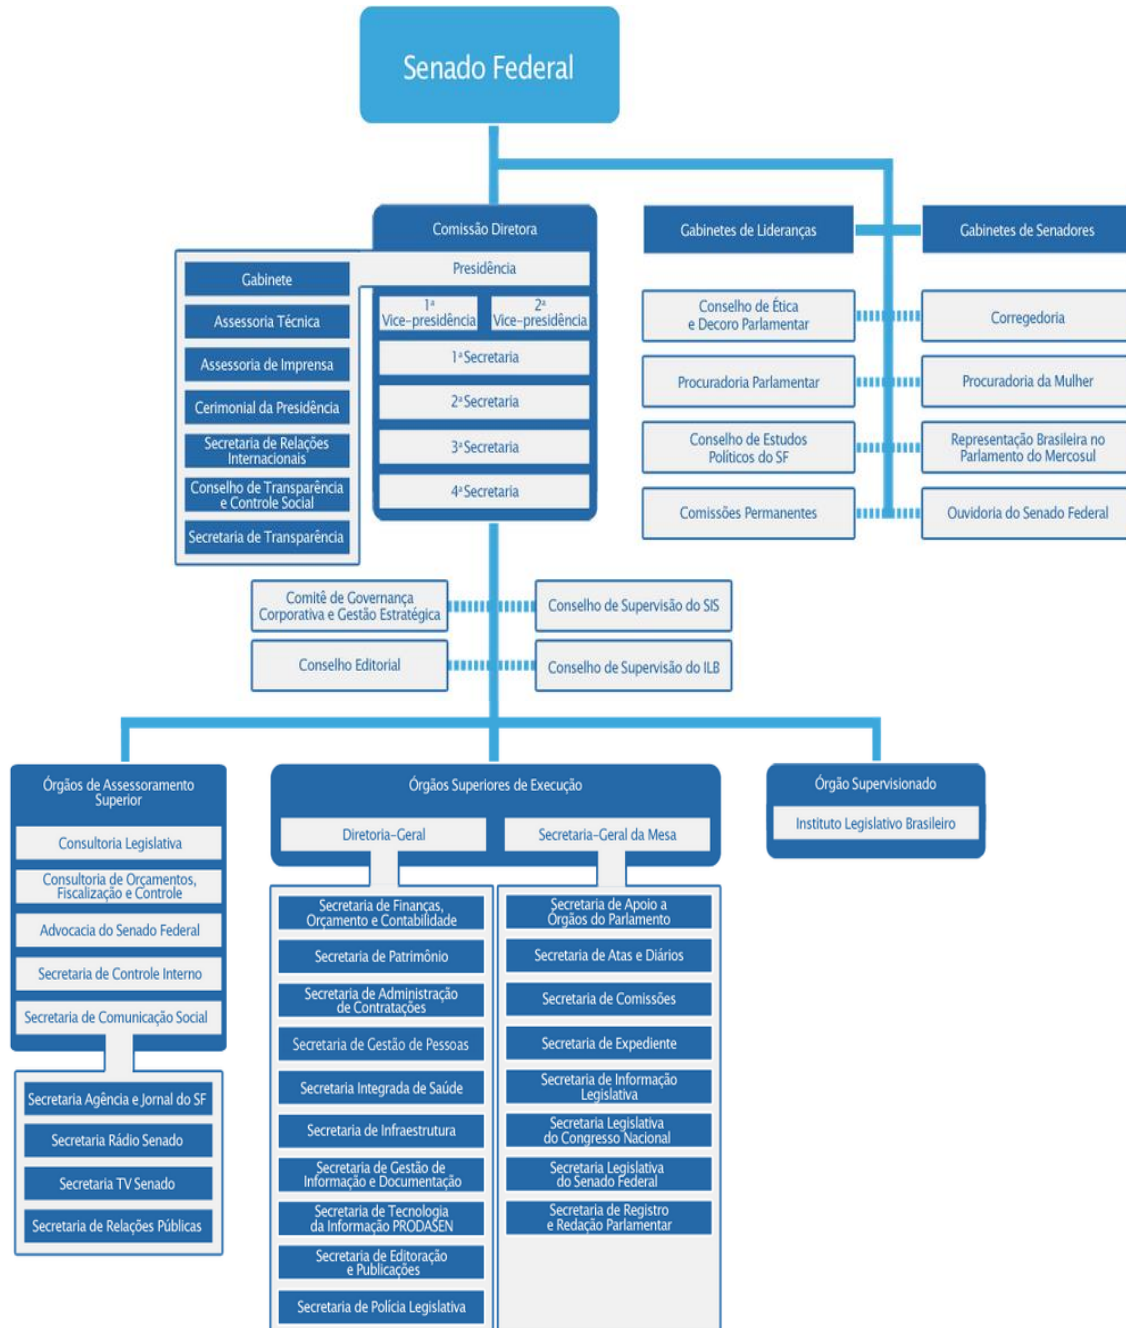 Senado Federal
Comissão Diretora
Presidência
1ª
Vice-presidência
2ª
Vice-presidência
1ª Secretaria
2ª Secretaria
3ª Secretaria
4ª Secretaria
Gabinete
Assessoria Técnica
Assessoria de Imprensa
Cerimonial da Presidência
Secretaria de Relações
Internacionais
Conselho de Transparência
e Controle Social
Secretaria de Transparência
Gabinetes de Lideranças
Gabinetes de Senadores
Conselho de Ética
e Decoro Parlamentar
Corregedoria
Procuradoria Parlamentar
Procuradoria da Mulher
Conselho de Estudos
Políticos do SF
Representação Brasileira no
Parlamento do Mercosul
Comissões Permanentes
Ouvidoria do Senado Federal
Comitê de Governança
Corporativa e Gestão Estratégica
Conselho de Supervisão do SIS
Conselho Editorial
Conselho de Supervisão do ILB
Órgãos de Assessoramento
Superior
Consultoria Legislativa
Consultoria de Orçamentos,
Fiscalização e Controle
Advocacia do Senado Federal
Secretaria de Controle Interno
Secretaria de Comunicação Social
Secretaria Agência e Jornal do SF
Secretaria Rádio Senado
Secretaria TV Senado
Secretaria de Relações Públicas
Órgãos Superiores de Execução
Diretoria-Geral
Secretaria de Finanças,
Orçamento e Contabilidade
Secretaria de Patrimônio
Secretaria de Administração
de Contratações
Secretaria de Gestão de Pessoas
Secretaria Integrada de Saúde
Secretaria de Infraestrutura
Secretaria de Gestão de
Informação e Documentação
Secretaria de Tecnologia
da Informação PRODASEN
Secretaria de Editoração
e Publicações
Secretaria de Polícia Legislativa
Secretaria-Geral da Mesa
Secretaria de Apoio a
Órgãos do Parlamento
Secretaria de Atas e Diários
Secretaria de Comissões
Secretaria de Expediente
Secretaria de Informação
Legislativa
Secretaria Legislativa
do Congresso Nacional
Secretaria Legislativa
do Senado Federal
Secretaria de Registro
e Redação Parlamentar
Órgão Supervisionado
Instituto Legislativo Brasileiro